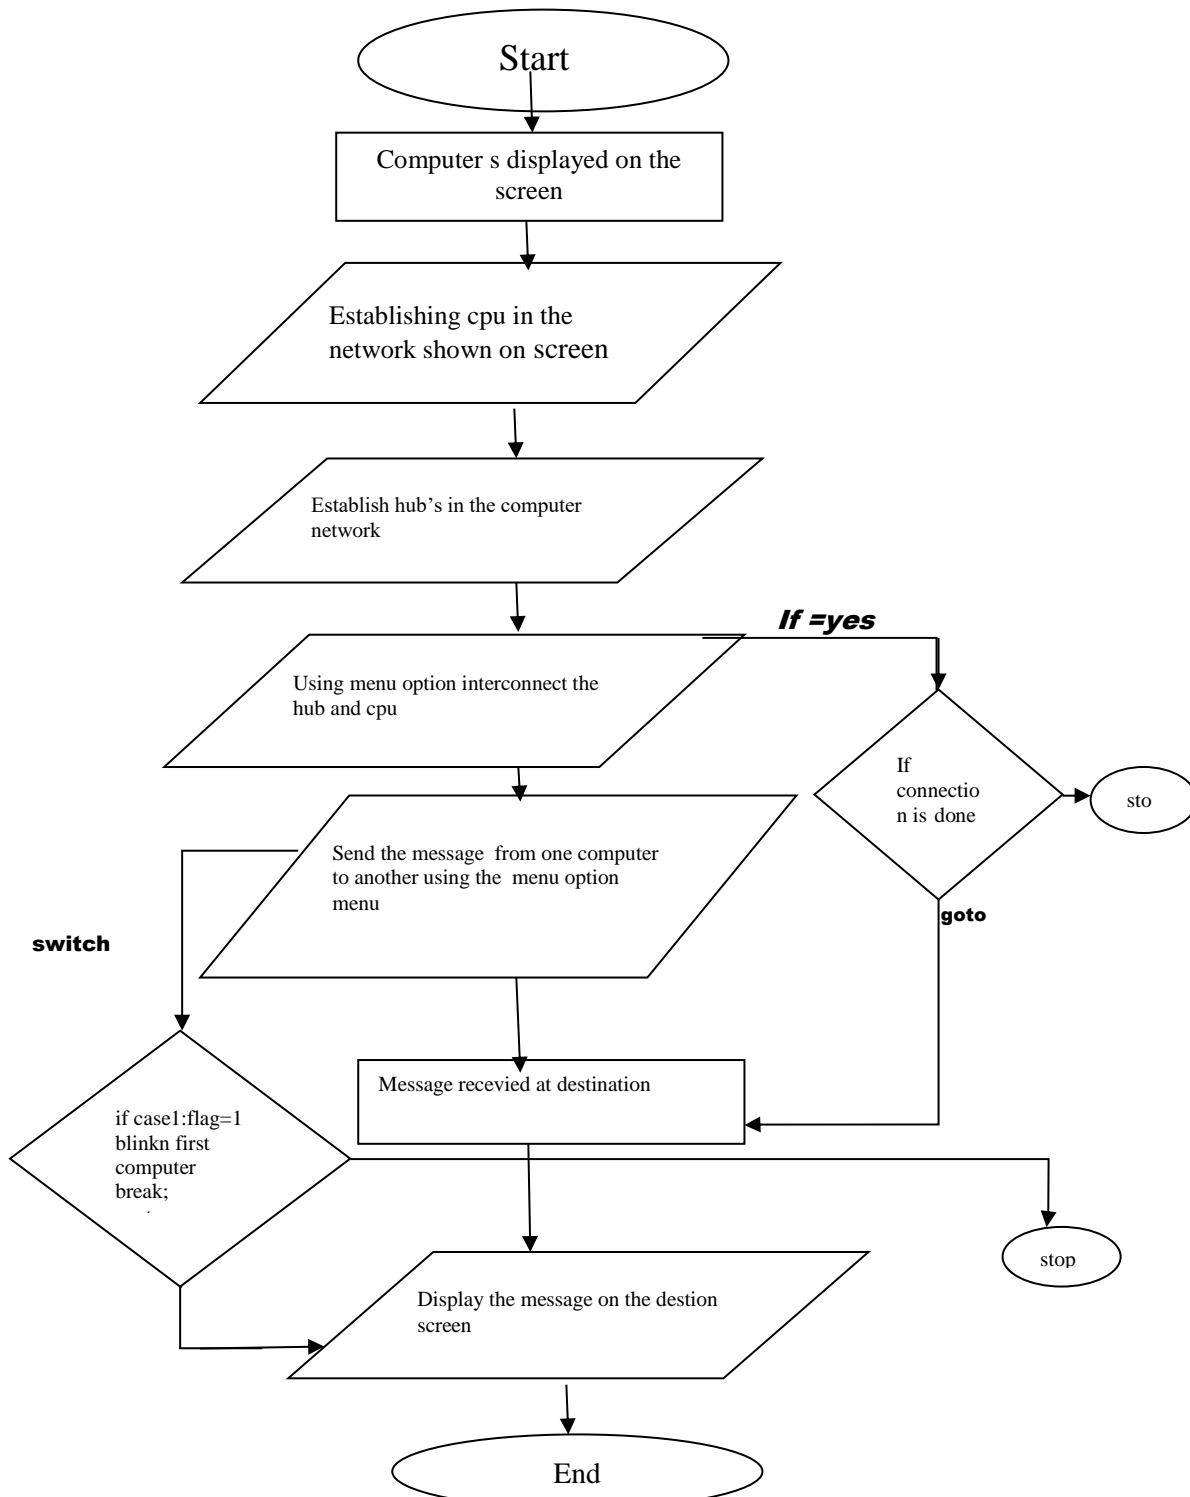 Start
Computer s displayed on the
screen
Establishing cpu in the
network shown on screen
Establish hub's in the computer
network
If =yes
Using menu option interconnect the
hub and cpu
If
connectio
n is done
sto
Send the message from one computer
to another using the menu option
menu
goto
switch
Message recevied at destination
if case1:flag=1
blinkn first
computer
break;
stop
Display the message on the destion
screen
End